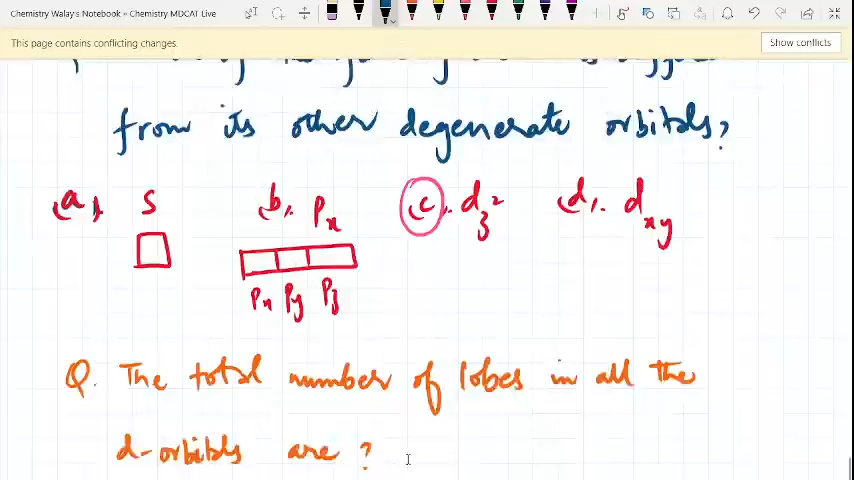 Chemistry Walay's Notebook » Chemistry MDCAT Live
This page contains conflicting changes.
Show conflicts
from its other degenerate orbitals?
(a). S (b). Px (c). dz² (d). dxy
Px Py Pz
Q. The total number of lobes in all the
d-orbitals are ?